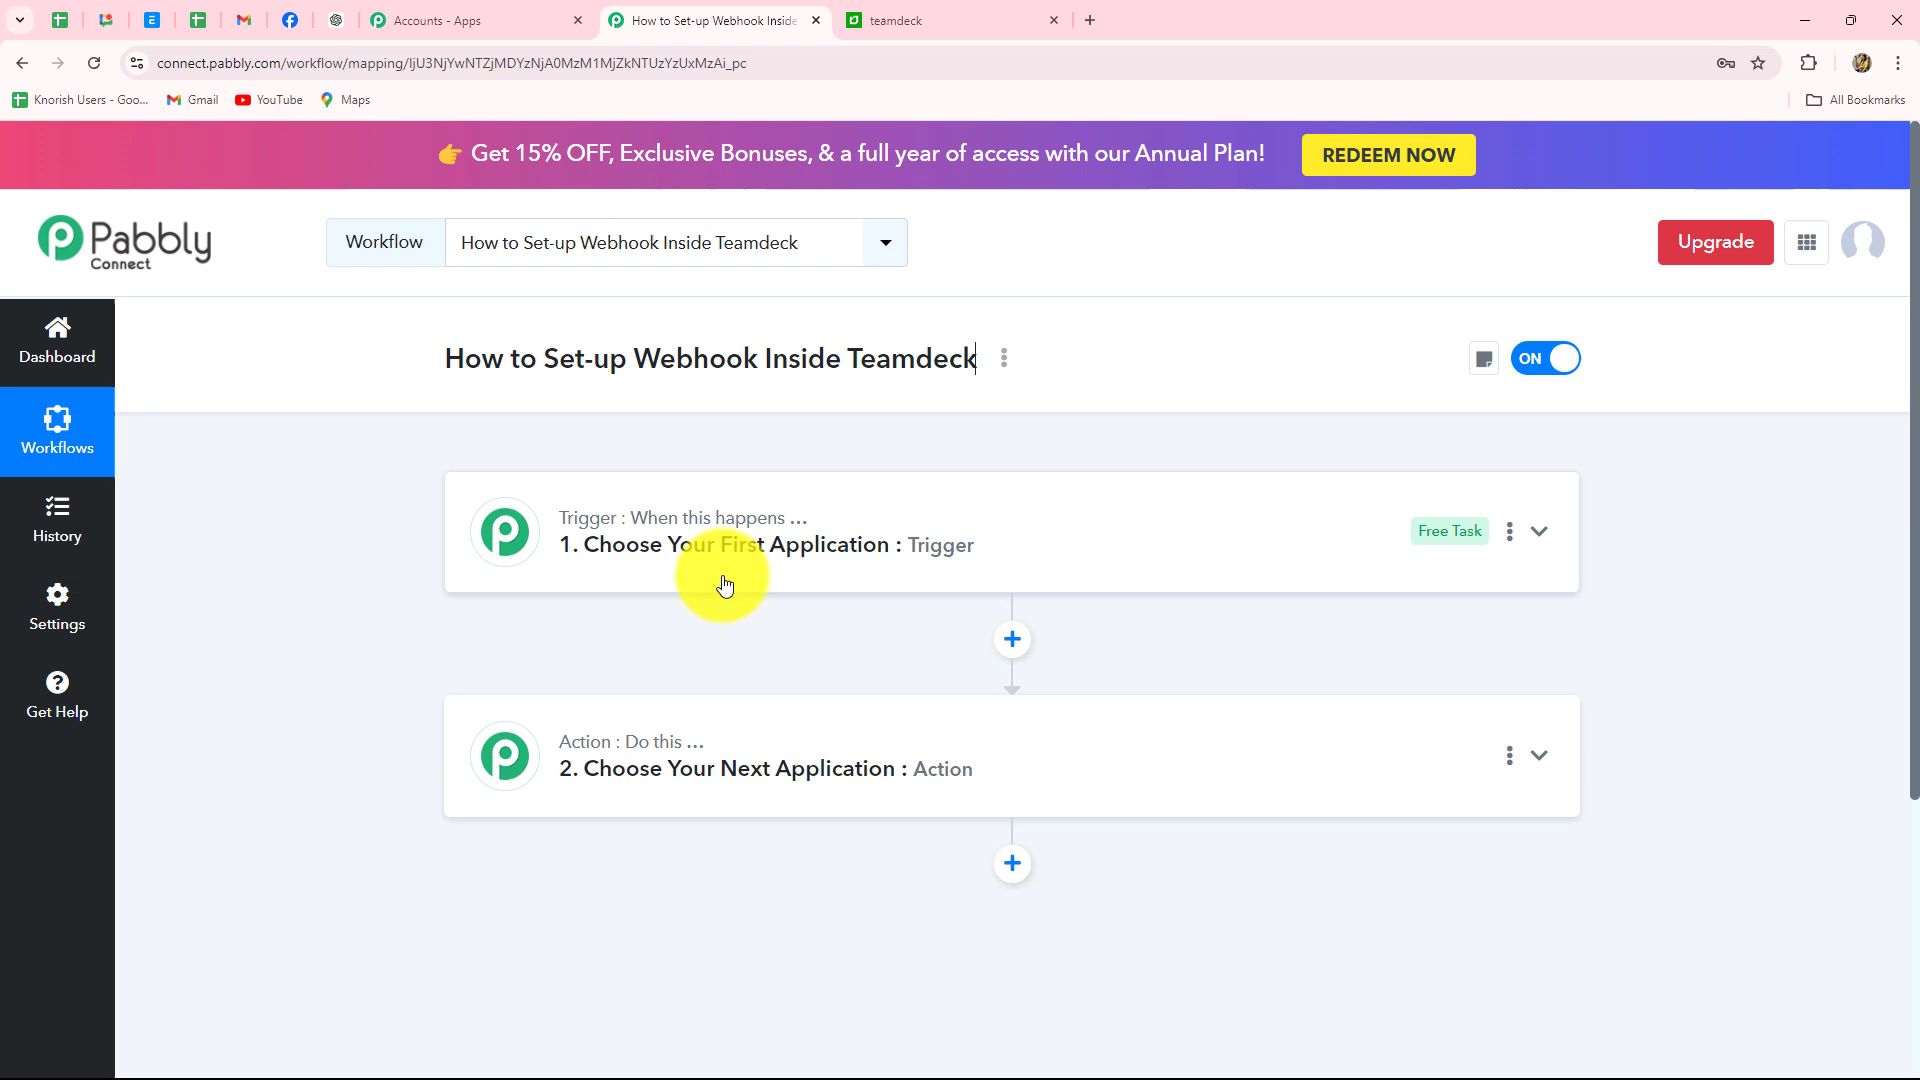 Accounts - Apps
How to Set-up Webhook Inside
teamdeck
connect.pabbly.com/workflow/mapping/IjU3NjYwNTZjMDYzNjA0MzM1MjZkNTUzYzUxMzAi_pc
Knorish Users - Goo...
Gmail
YouTube
Maps
All Bookmarks
👉 Get 15% OFF, Exclusive Bonuses, & a full year of access with our Annual Plan!
REDEEM NOW
Pabbly
Connect
Workflow
How to Set-up Webhook Inside Teamdeck
Upgrade
Dashboard
Workflows
History
Settings
Get Help
How to Set-up Webhook Inside Teamdeck
ON
Trigger : When this happens ...
1. Choose Your First Application : Trigger
Free Task
Action : Do this ...
2. Choose Your Next Application : Action